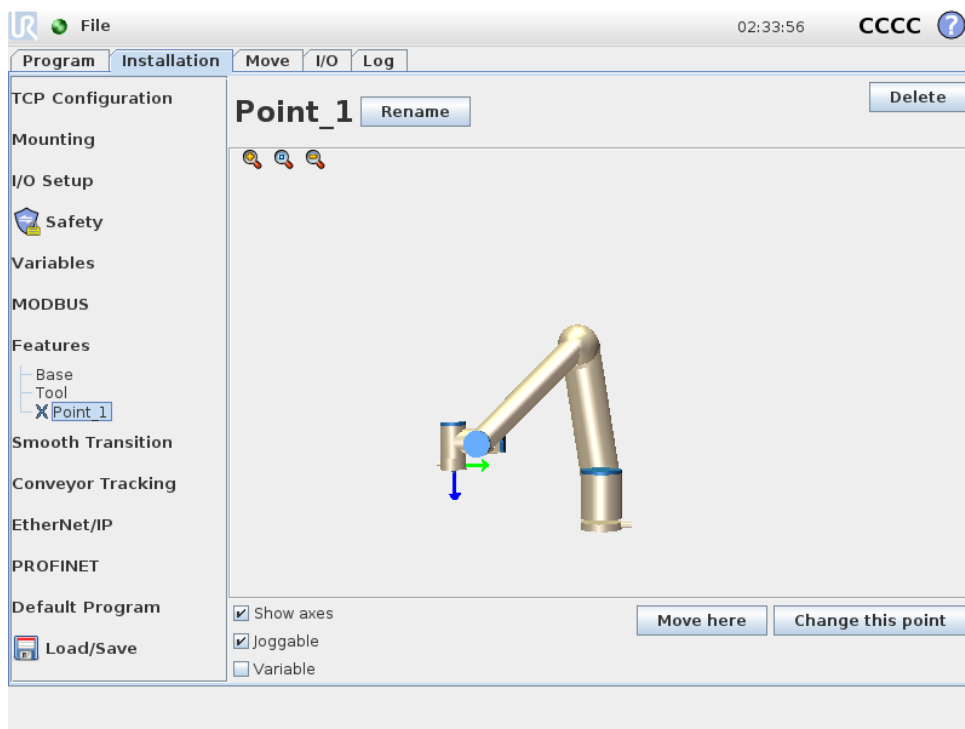 UR File 02:33:56 CCCC ?
Program Installation Move I/O Log
TCP Configuration
Mounting
I/O Setup
Safety
Variables
MODBUS
Features
Base
Tool
Point_1
Smooth Transition
Conveyor Tracking
EtherNet/IP
PROFINET
Default Program
Load/Save
Point_1 Rename Delete
Show axes
Joggable
Variable
Move here Change this point